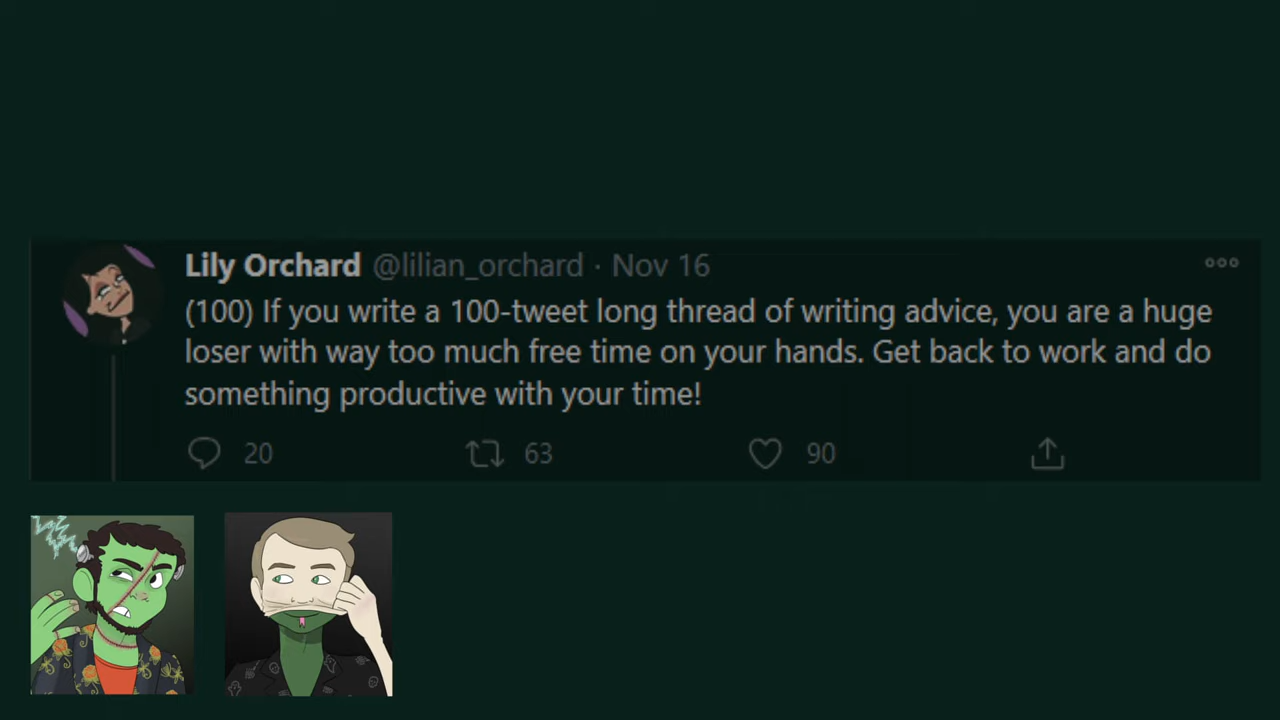 Lily Orchard @lilian_orchard · Nov 16
(100) If you write a 100-tweet long thread of writing advice, you are a huge
loser with way too much free time on your hands. Get back to work and do
something productive with your time!
20 63 90